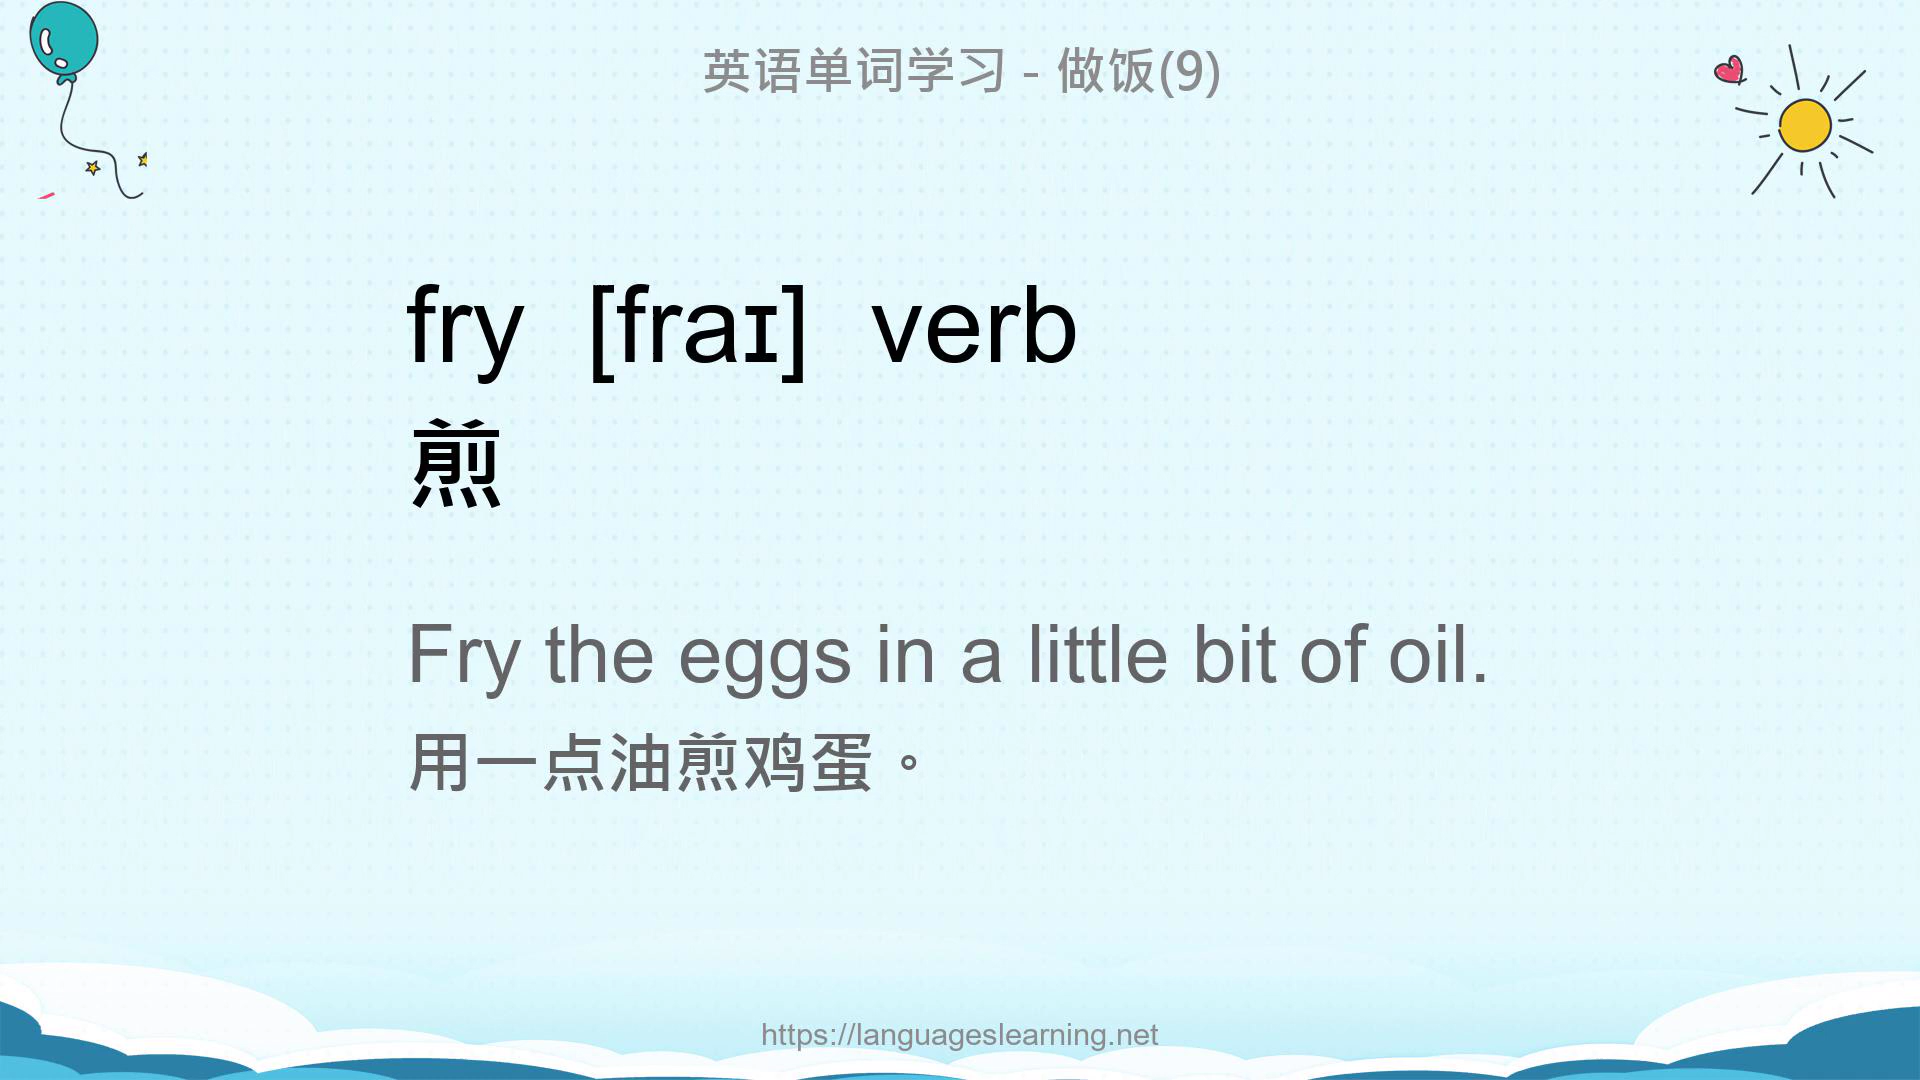 英语单词学习 - 做饭(9)
fry [fraɪ] verb
煎
Fry the eggs in a little bit of oil.
用一点油煎鸡蛋。
https://languageslearning.net